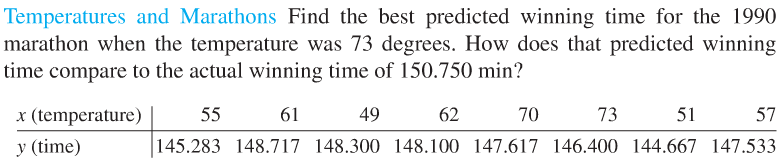 Temperatures and Marathons Find the best predicted winning time for the 1990
marathon when the temperature was 73 degrees. How does that predicted winning
time compare to the actual winning time of 150.750 min?
x (temperature) 55 61 49 62 70 73 51 57
y (time) 145.283 148.717 148.300 148.100 147.617 146.400 144.667 147.533